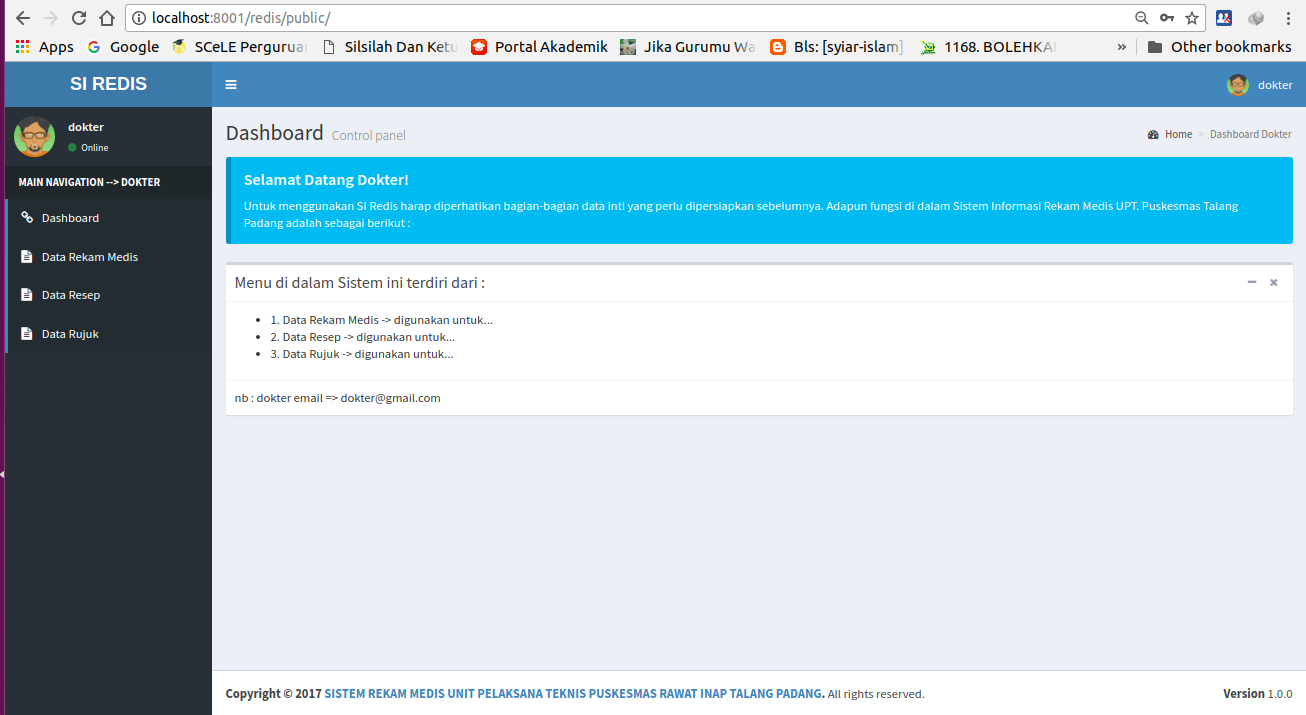 localhost:8001/redis/public/
Apps Google SCeLE Perguruan Silsilah Dan Ketu Portal Akademik Jika Gurumu Wa Bls: [syiar-islam] 1168. BOLEHKA » Other bookmarks
SI REDIS dokter
dokter
Online
MAIN NAVIGATION --> DOKTER
Dashboard
Data Rekam Medis
Data Resep
Data Rujuk
Dashboard Control panel Home > Dashboard Dokter
Selamat Datang Dokter!
Untuk menggunakan SI Redis harap diperhatikan bagian-bagian data inti yang perlu dipersiapkan sebelumnya. Adapun fungsi di dalam Sistem Informasi Rekam Medis UPT. Puskesmas Talang
Padang adalah sebagai berikut :
Menu di dalam Sistem ini terdiri dari :
• 1. Data Rekam Medis -> digunakan untuk...
• 2. Data Resep -> digunakan untuk...
• 3. Data Rujuk -> digunakan untuk...
nb : dokter email => dokter@gmail.com
Copyright © 2017 SISTEM REKAM MEDIS UNIT PELAKSANA TEKNIS PUSKESMAS RAWAT INAP TALANG PADANG. All rights reserved. Version 1.0.0